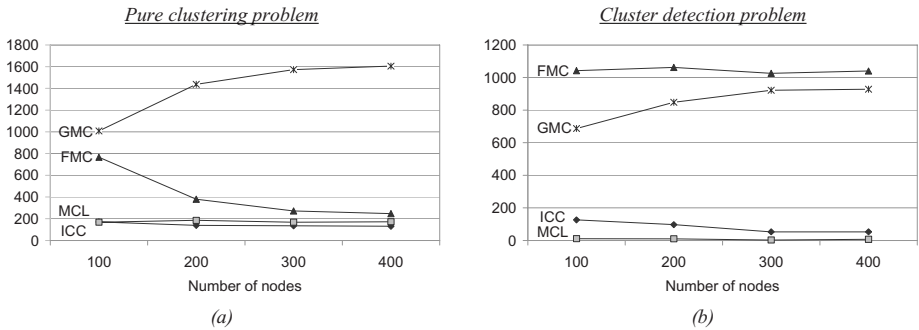 Pure clustering problem
1800
1600
1400
1200
1000
800
600
400
200
0
GMC
FMC
MCL
ICC
100 200 300 400
Number of nodes
(a)
Cluster detection problem
1200
1000
800
600
400
200
0
FMC
GMC
ICC
MCL
100 200 300 400
Number of nodes
(b)